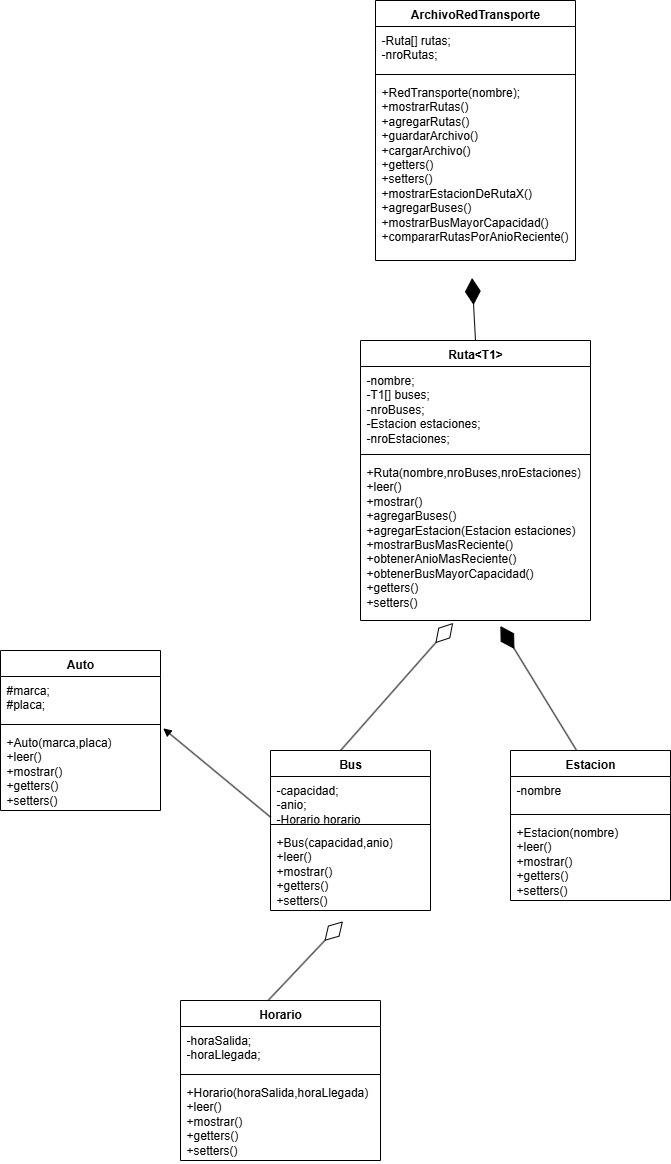 ArchivoRedTransporte
-Ruta[] rutas;
-nroRutas;
+RedTransporte(nombre);
+mostrarRutas()
+agregarRutas()
+guardarArchivo()
+cargarArchivo()
+getters()
+setters()
+mostrarEstacionDeRutaX()
+agregarBuses()
+mostrarBusMayorCapacidad()
+compararRutasPorAnioReciente()
Ruta<T1>
-nombre;
-T1[] buses;
-nroBuses;
-Estacion estaciones;
-nroEstaciones;
+Ruta(nombre,nroBuses,nroEstaciones)
+leer()
+mostrar()
+agregarBuses()
+agregarEstacion(Estacion estaciones)
+mostrarBusMasReciente()
+obtenerAnioMasReciente()
+obtenerBusMayorCapacidad()
+getters()
+setters()
Auto
#marca;
#placa;
+Auto(marca,placa)
+leer()
+mostrar()
+getters()
+setters()
Bus
-capacidad;
-anio;
-Horario horario
+Bus(capacidad,anio)
+leer()
+mostrar()
+getters()
+setters()
Estacion
-nombre
+Estacion(nombre)
+leer()
+mostrar()
+getters()
+setters()
Horario
-horaSalida;
-horaLlegada;
+Horario(horaSalida,horaLlegada)
+leer()
+mostrar()
+getters()
+setters()